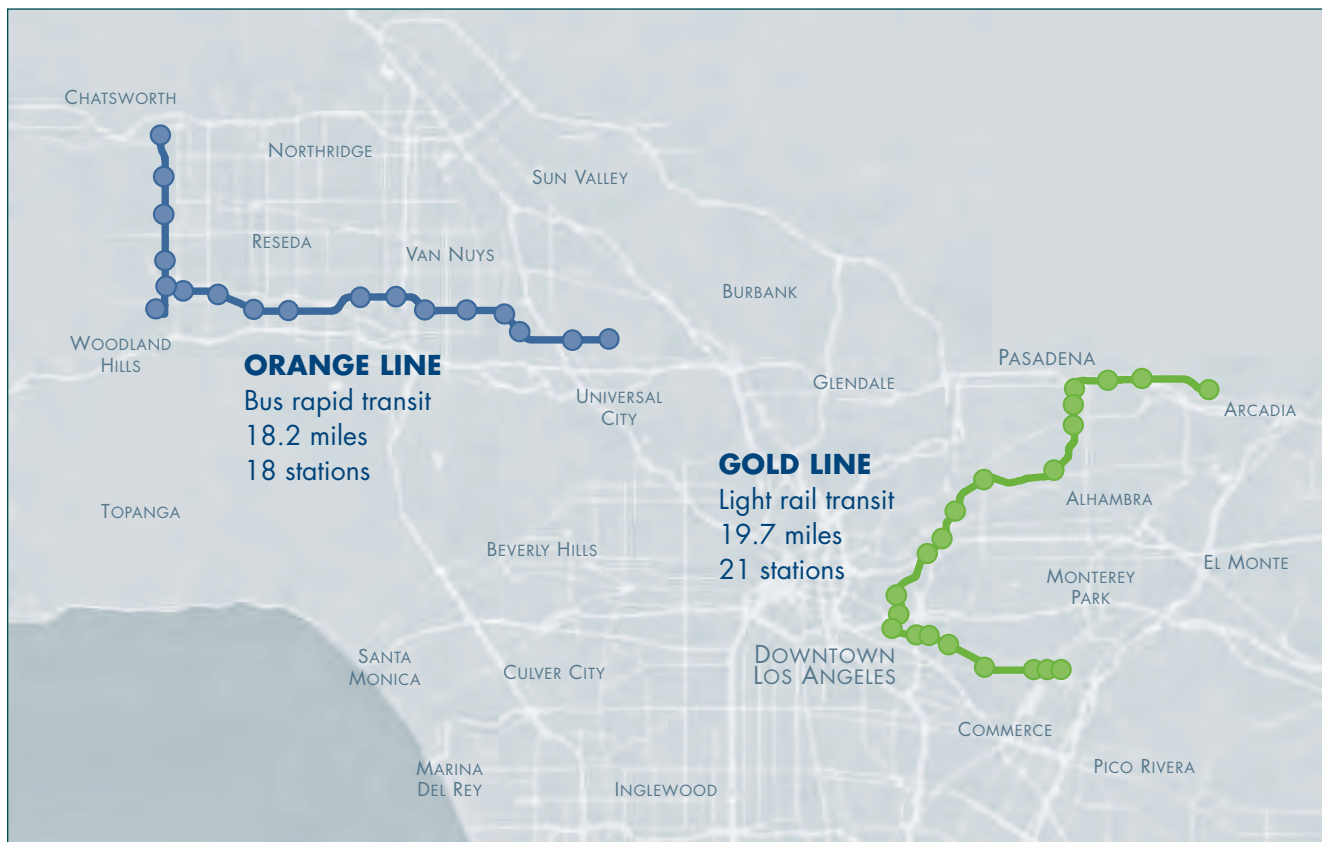 CHATSWORTH
NORTHRIDGE
SUN VALLEY
RESEDA
VAN NUYS
BURBANK
WOODLAND
HILLS
ORANGE LINE
Bus rapid transit
18.2 miles
18 stations
UNIVERSAL
CITY
GLENDALE
PASADENA
ARCADIA
GOLD LINE
Light rail transit
19.7 miles
21 stations
ALHAMBRA
TOPANGA
BEVERLY HILLS
EL MONTE
MONTEREY
PARK
SANTA
MONICA
CULVER CITY
DOWNTOWN
LOS ANGELES
COMMERCE
MARINA
DEL REY
INGLEWOOD
PICO RIVERA